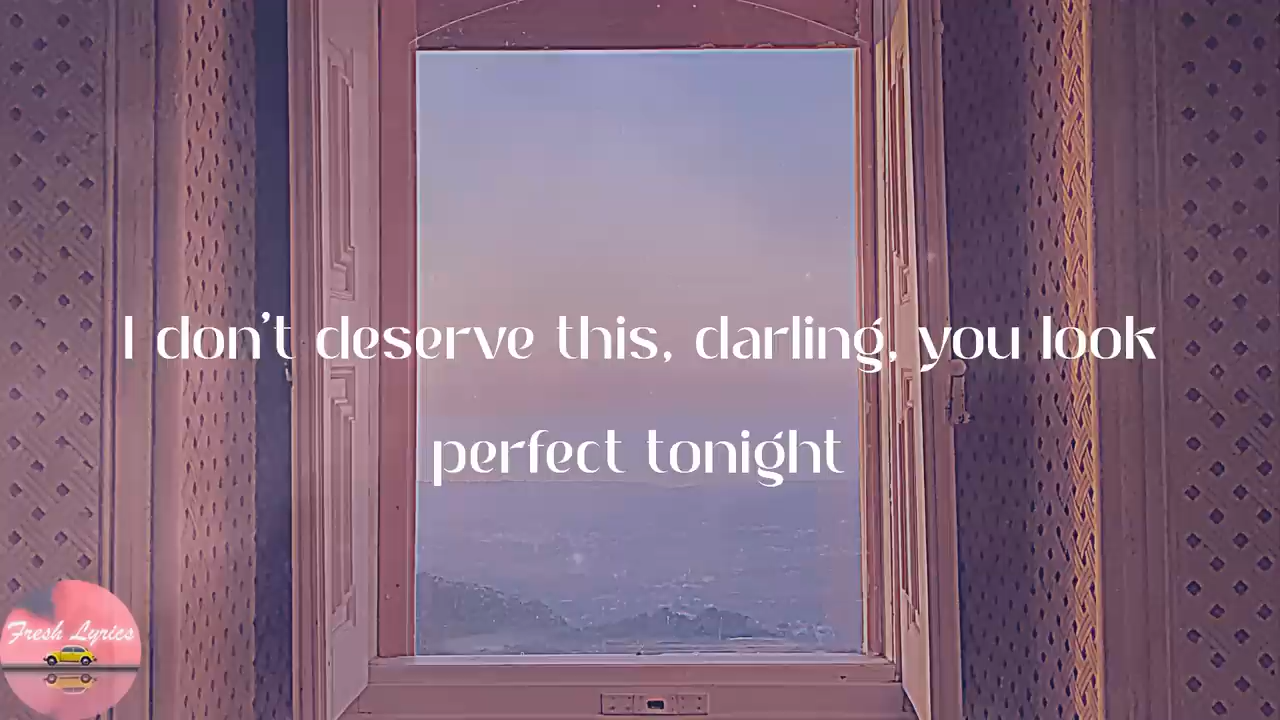 I don't deserve this, darling, you look
perfect tonight
Fresh Lyrics